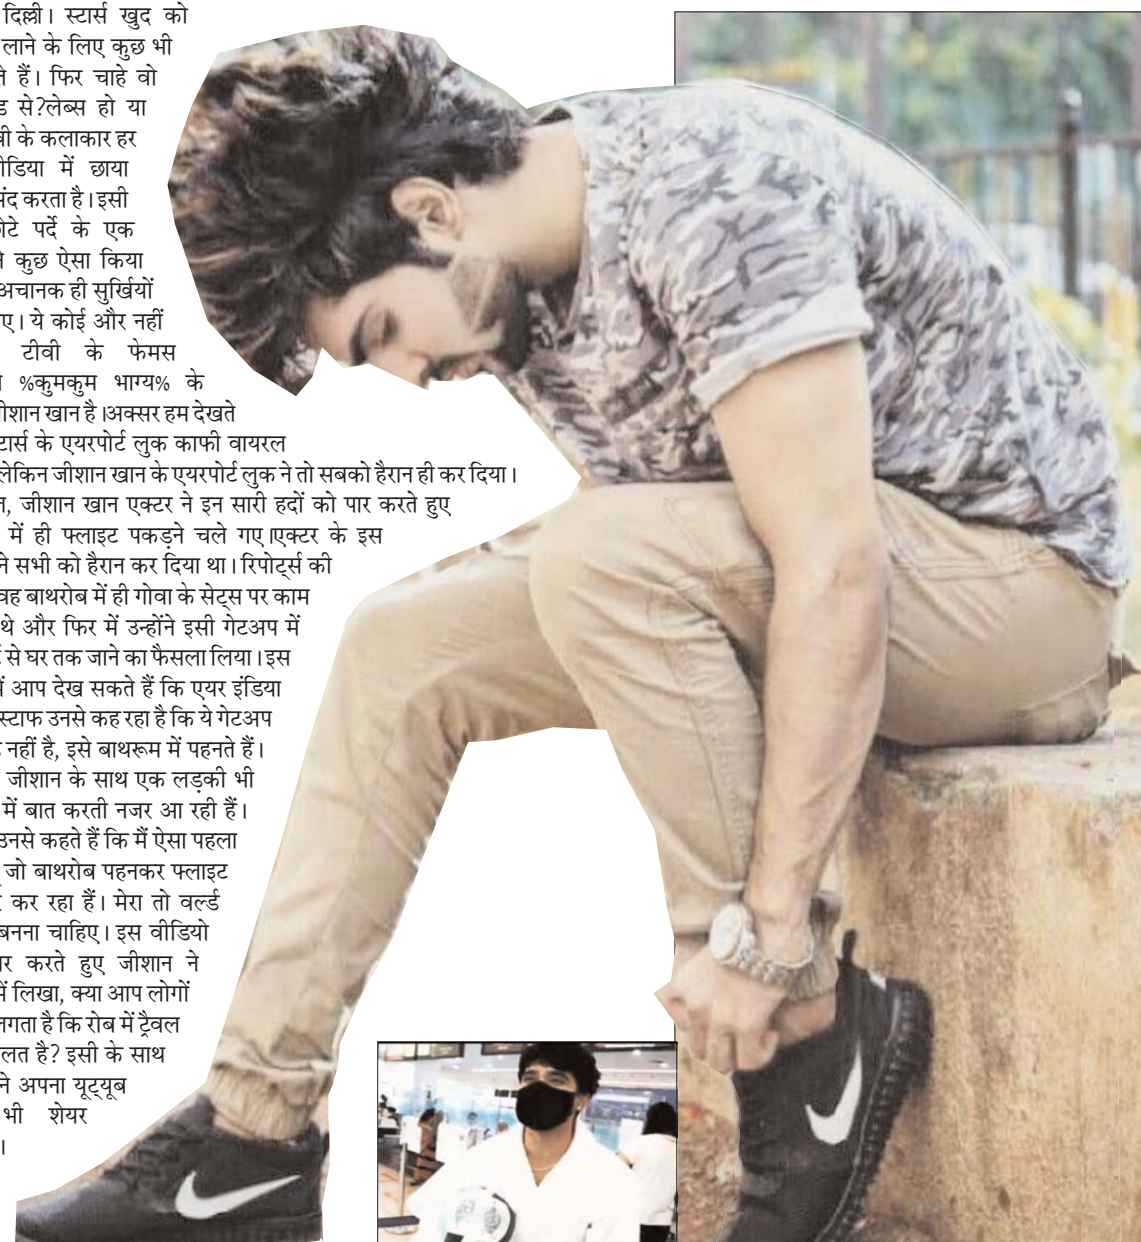 दिल्ली। स्टार्स खुद को
लाने के लिए कुछ भी
हैं। फिर चाहे वो
से?लेब्स हो या
के कलाकार हर
में छाया
करता है। इसी
पर्दे के एक
कुछ ऐसा किया
अचानक ही सुर्खियों
ए। ये कोई और नहीं
टीवी के फेमस
%कुमकुम भाग्य% के
जीशान खान है।अक्सर हम देखते
स्टार्स के एयरपोर्ट लुक काफी वायरल
लेकिन जीशान खान के एयरपोर्ट लुक ने तो सबको हैरान ही कर दिया।
जीशान खान एक्टर ने इन सारी हदों को पार करते हुए
में ही फ्लाइट पकड़ने चले गए।एक्टर के इस
ने सभी को हैरान कर दिया था। रिपोर्ट्स की
वह बाथरोब में ही गोवा के सेट्स पर काम
थे और फिर में उन्होंने इसी गेटअप में
से घर तक जाने का फैसला लिया। इस
में आप देख सकते हैं कि एयर इंडिया
स्टाफ उनसे कह रहा है कि ये गेटअप
नहीं है, इसे बाथरूम में पहनते हैं।
जीशान के साथ एक लड़की भी
में बात करती नजर आ रही हैं।
उनसे कहते हैं कि मैं ऐसा पहला
जो बाथरोब पहनकर फ्लाइट
कर रहा हैं। मेरा तो वर्ल्ड
बनना चाहिए। इस वीडियो
करते हुए जीशान ने
में लिखा, क्या आप लोगों
लगता है कि रोब में ट्रैवल
है? इसी के साथ
ने अपना यूट्यूब
भी शेयर
।